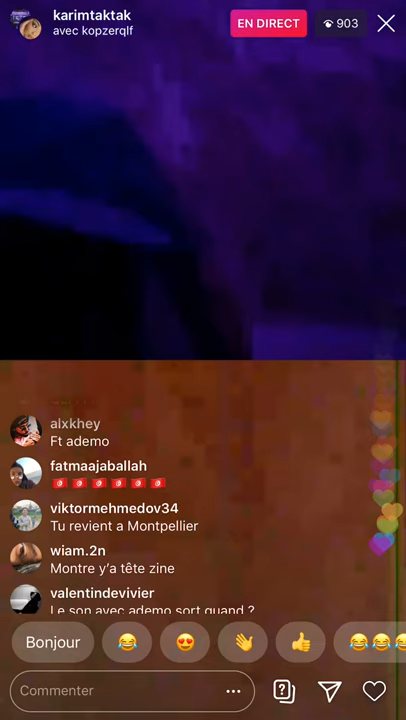 karimtaktak
avec kopzerqlf
EN DIRECT
903
alxkhey
Ft ademo
fatmaajaballah
🇹🇳 🇹🇳 🇹🇳 🇹🇳 🇹🇳 🇹🇳
viktormehmedov34
Tu revient a Montpellier
wiam.2n
Montre y'a tête zine
valentindevivier
Le son avec ademo sort quand ?
Bonjour 😂 😍 👋 👍 😂😂😂
Commenter